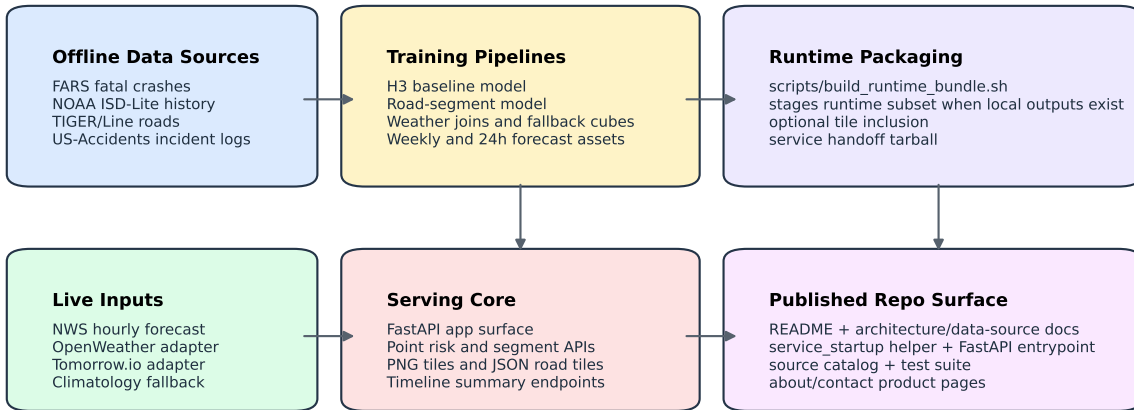 Offline Data Sources
FARS fatal crashes
NOAA ISD-Lite history
TIGER/Line roads
US-Accidents incident logs
Training Pipelines
H3 baseline model
Road-segment model
Weather joins and fallback cubes
Weekly and 24h forecast assets
Runtime Packaging
scripts/build_runtime_bundle.sh
stages runtime subset when local outputs exist
optional tile inclusion
service handoff tarball
Live Inputs
NWS hourly forecast
OpenWeather adapter
Tomorrow.io adapter
Climatology fallback
Serving Core
FastAPI app surface
Point risk and segment APIs
PNG tiles and JSON road tiles
Timeline summary endpoints
Published Repo Surface
README + architecture/data-source docs
service_startup helper + FastAPI entrypoint
source catalog + test suite
about/contact product pages